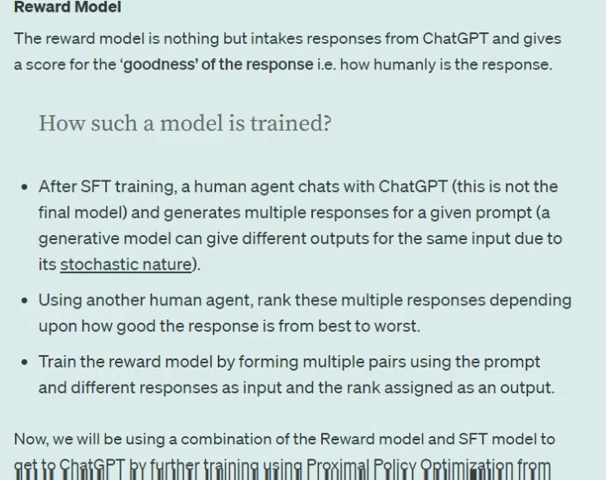 Reward Model
The reward model is nothing but intakes responses from ChatGPT and gives
a score for the ‘goodness’ of the response i.e. how humanly is the response.
How such a model is trained?
• After SFT training, a human agent chats with ChatGPT (this is not the
final model) and generates multiple responses for a given prompt (a
generative model can give different outputs for the same input due to
its stochastic nature).
• Using another human agent, rank these multiple responses depending
upon how good the response is from best to worst.
• Train the reward model by forming multiple pairs using the prompt
and different responses as input and the rank assigned as an output.
Now, we will be using a combination of the Reward model and SFT model to
get to ChatGPT by further training using Proximal Policy Optimization from